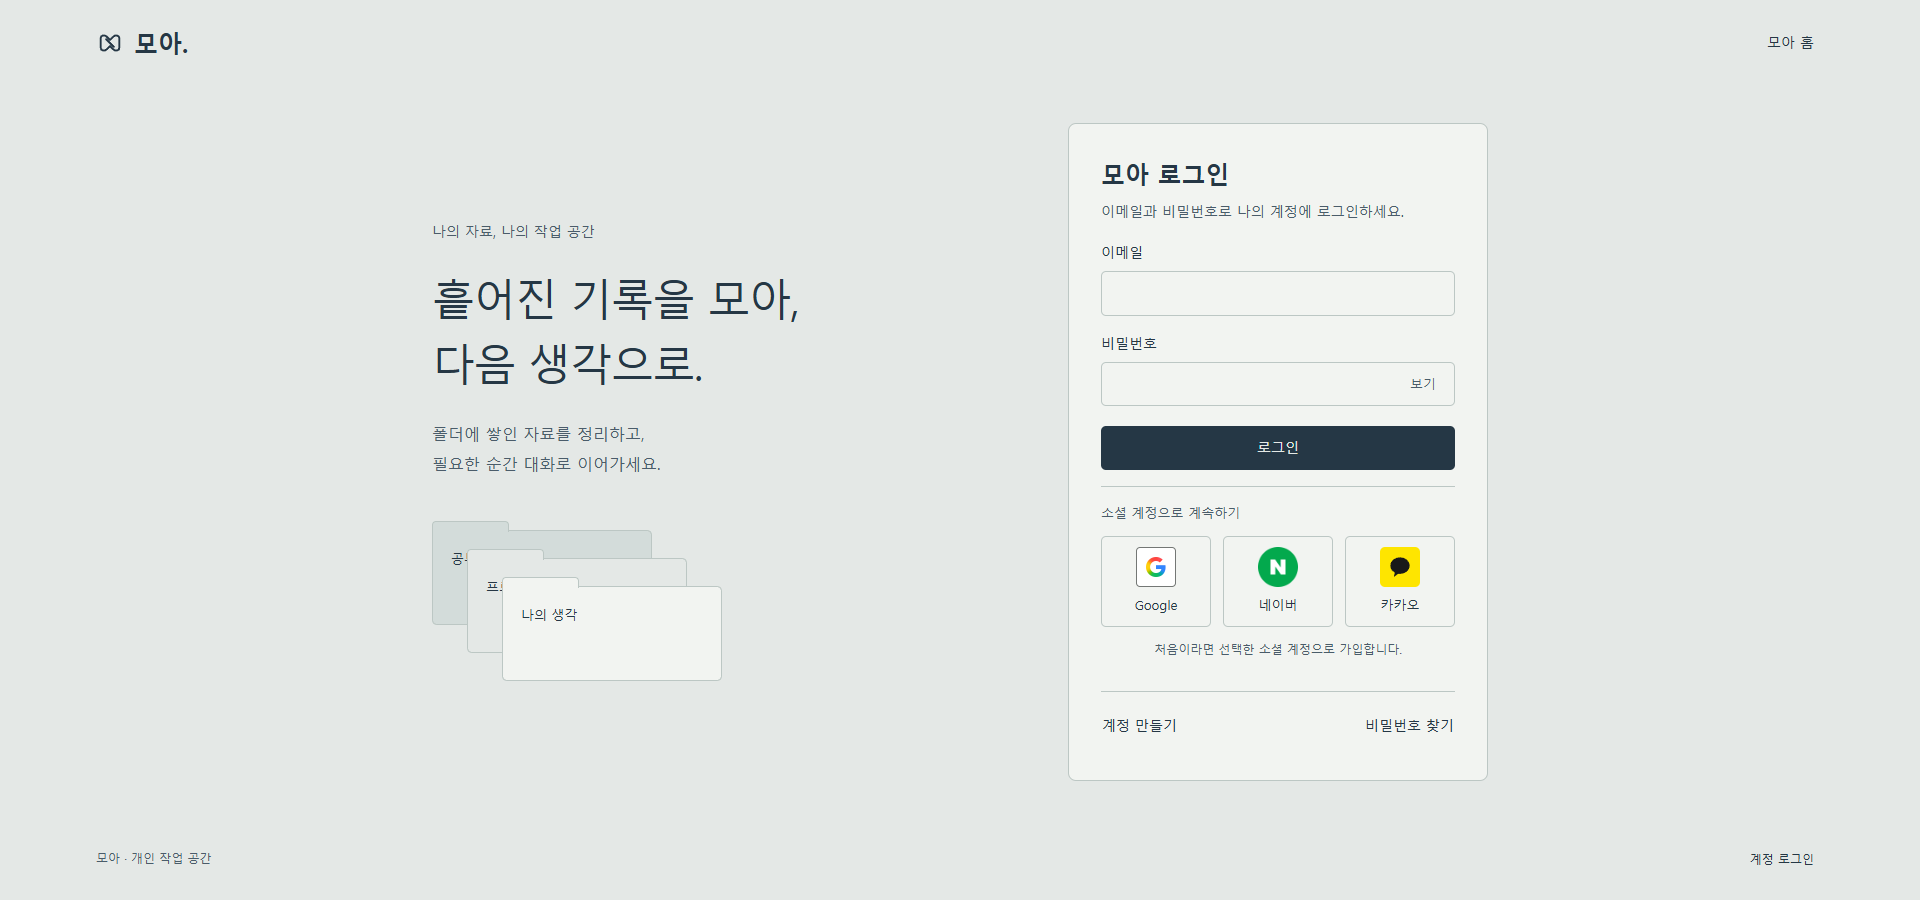 모아.
모아 홈
나의 자료, 나의 작업 공간
흩어진 기록을 모아,
다음 생각으로.
폴더에 쌓인 자료를 정리하고,
필요한 순간 대화로 이어가세요.
나의 생각
모아 로그인
이메일과 비밀번호로 나의 계정에 로그인하세요.
이메일
비밀번호
보기
로그인
소셜 계정으로 계속하기
Google
네이버
카카오
처음이라면 선택한 소셜 계정으로 가입합니다.
계정 만들기
비밀번호 찾기
모아 · 개인 작업 공간
계정 로그인